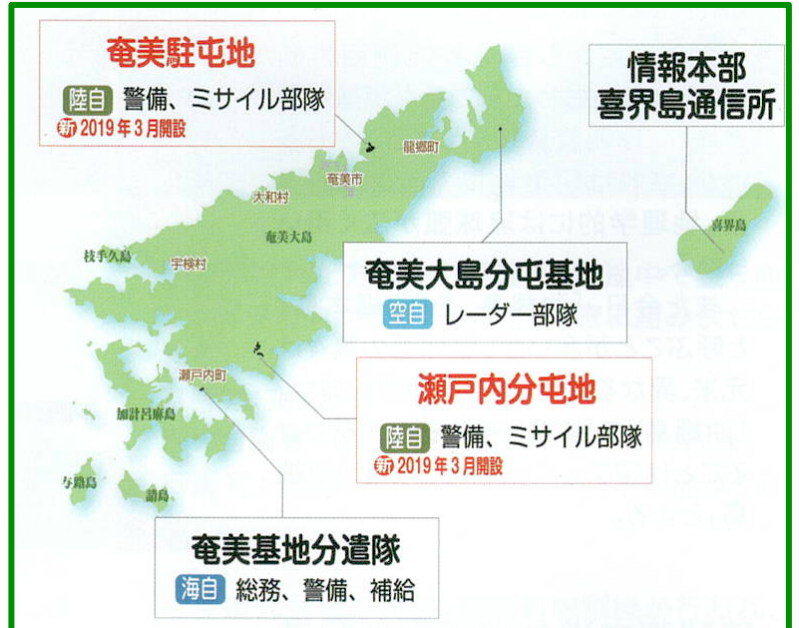 奄美駐屯地
陸自 警備、ミサイル部隊
新 2019年3月開設
情報本部
喜界島通信所
龍郷町
奄美市
大和村
奄美大島
喜界島
枝手久島
宇検村
奄美大島分屯基地
空自 レーダー部隊
瀬戸内町
瀬戸内分屯地
陸自 警備、ミサイル部隊
新 2019年3月開設
加計呂麻島
与路島
請島
奄美基地分遣隊
海自 総務、警備、補給